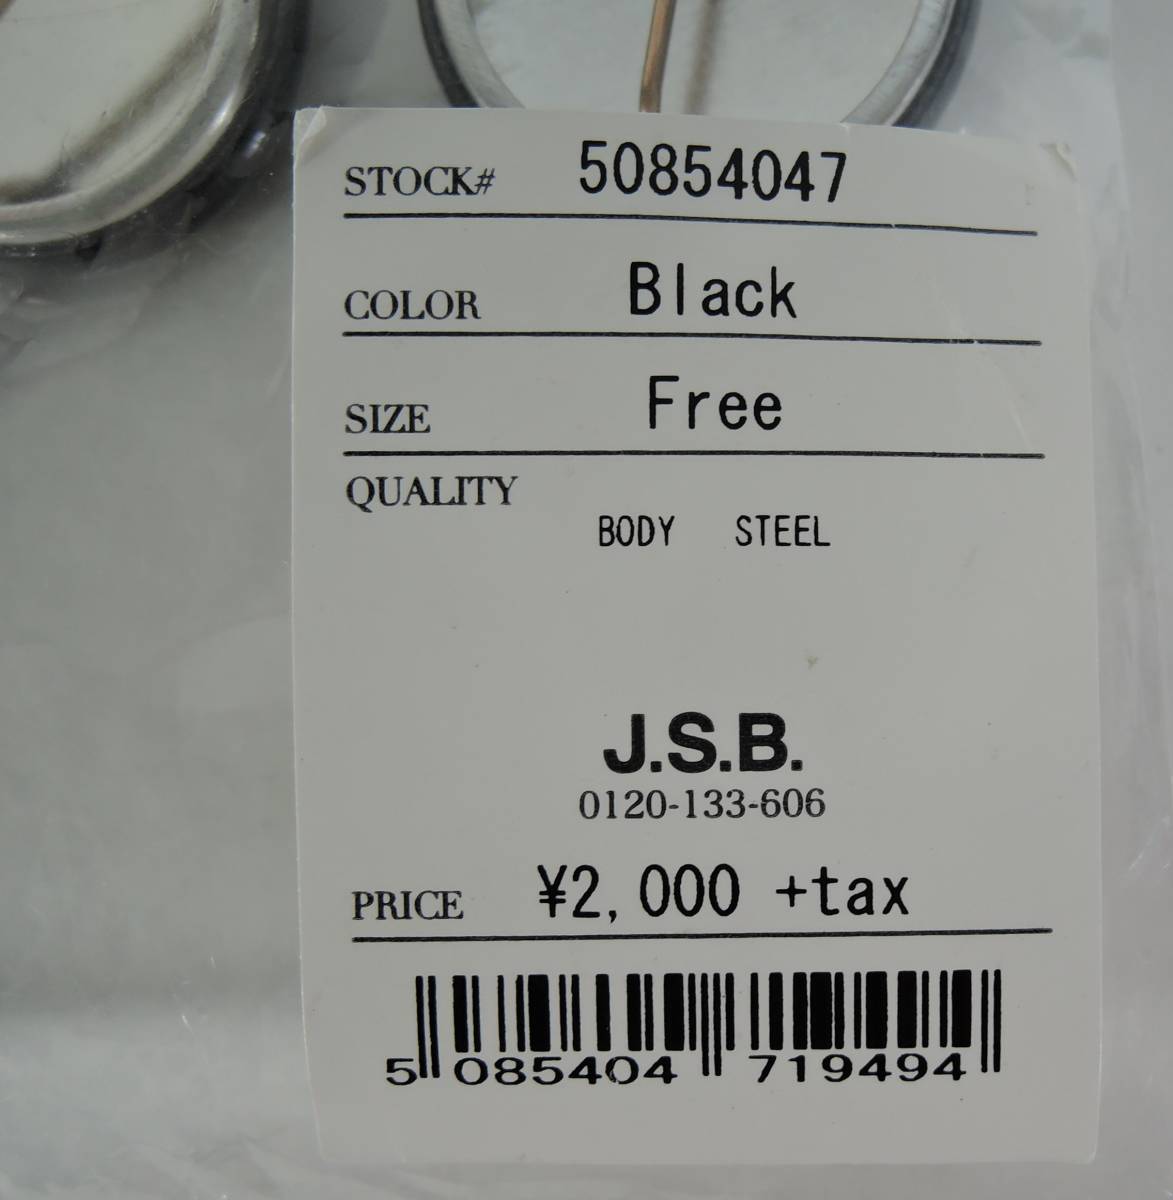 STOCK# 50854047
COLOR Black
SIZE Free
QUALITY
BODY STEEL
J.S.B.
0120-133-606
PRICE ¥2,000 +tax
5 085404 719494